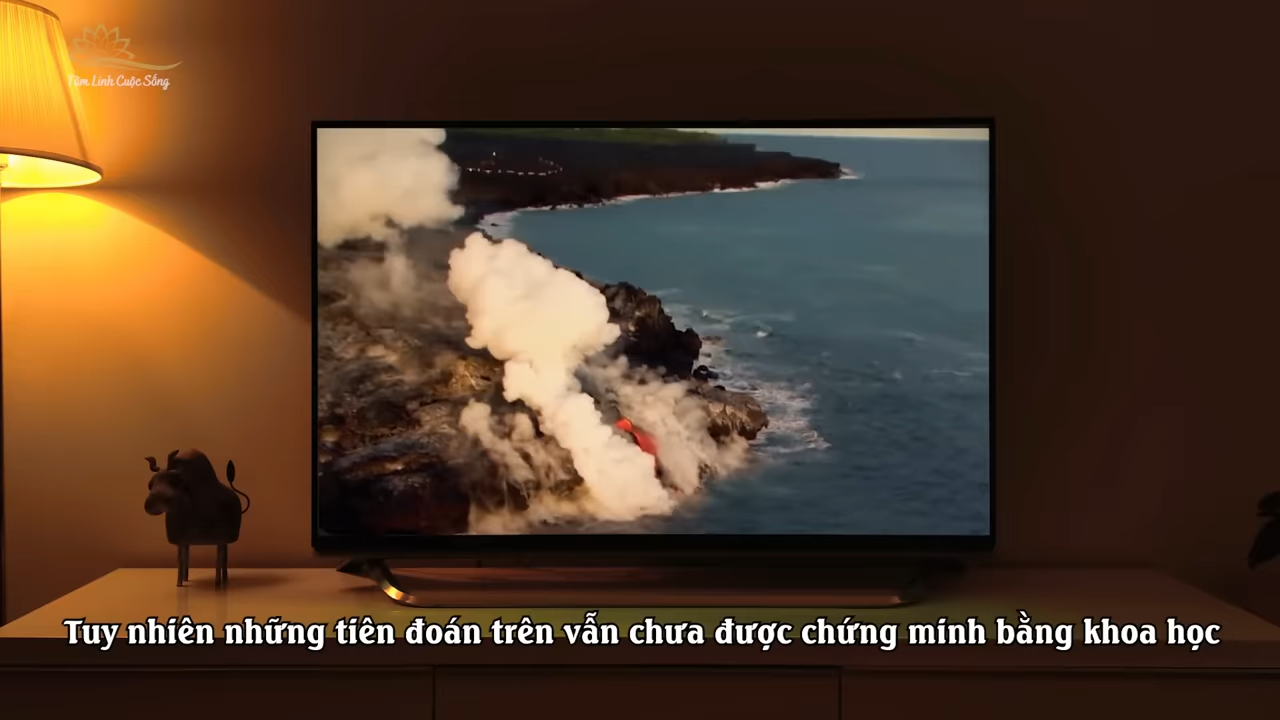 Tâm Linh Cuộc Sống
Tuy nhiên những tiên đoán trên vẫn chưa được chứng minh bằng khoa học